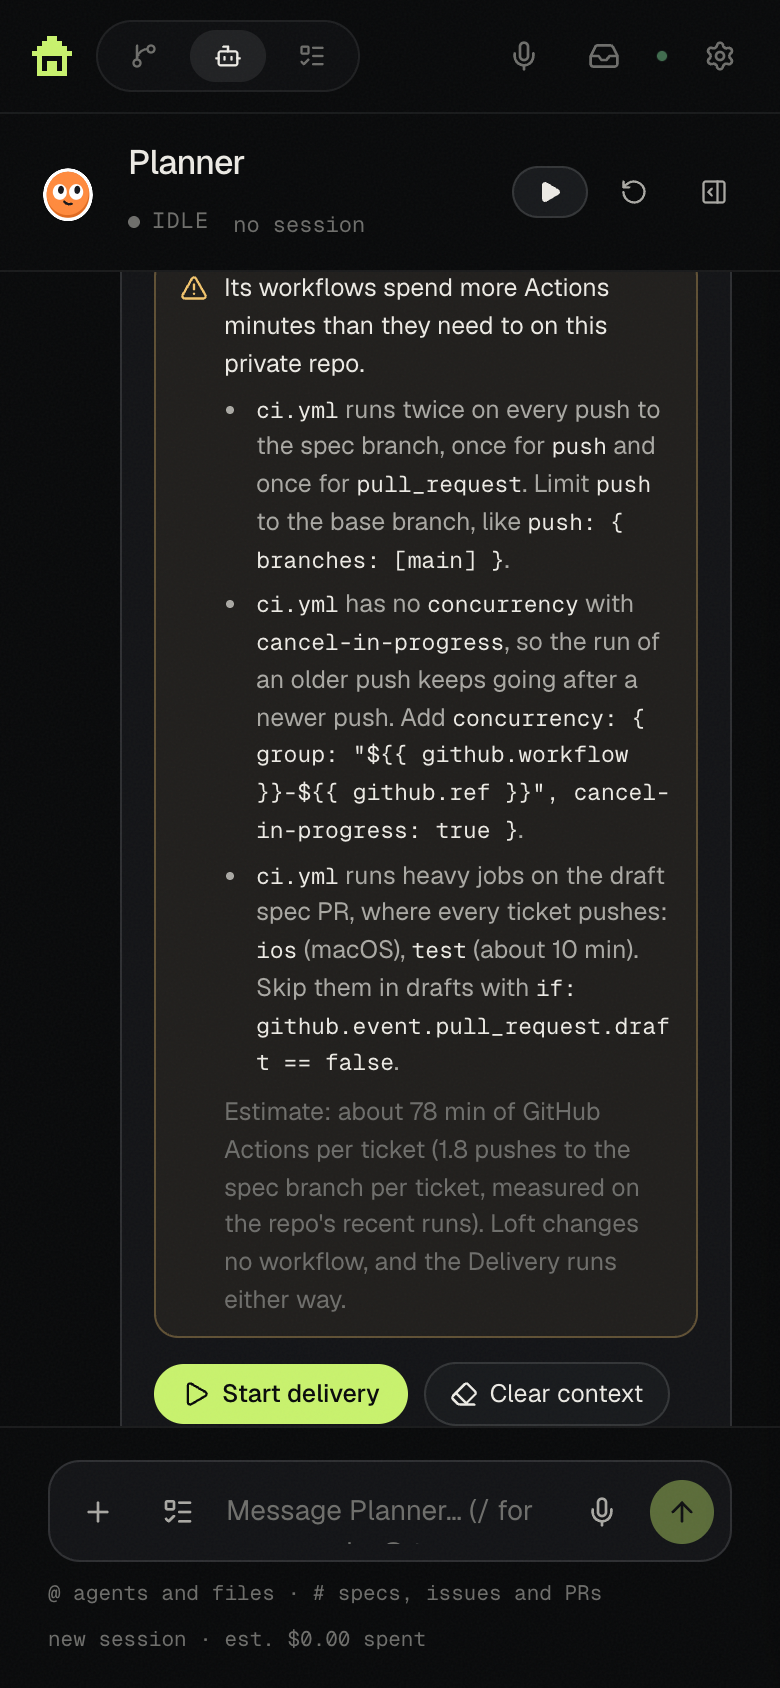 Planner
IDLE no session
Its workflows spend more Actions
minutes than they need to on this
private repo.
• ci.yml runs twice on every push to
the spec branch, once for push and
once for pull_request. Limit push
to the base branch, like push: {
branches: [main] }.
• ci.yml has no concurrency with
cancel-in-progress, so the run of
an older push keeps going after a
newer push. Add concurrency: {
group: "${{ github.workflow
}}-${{ github.ref }}", cancel-
in-progress: true }.
• ci.yml runs heavy jobs on the draft
spec PR, where every ticket pushes:
ios (macOS), test (about 10 min).
Skip them in drafts with if:
github.event.pull_request.draf
t == false.
Estimate: about 78 min of GitHub
Actions per ticket (1.8 pushes to the
spec branch per ticket, measured on
the repo's recent runs). Loft changes
no workflow, and the Delivery runs
either way.
Start delivery Clear context
Message Planner... (/ for
@ agents and files · # specs, issues and PRs
new session · est. $0.00 spent